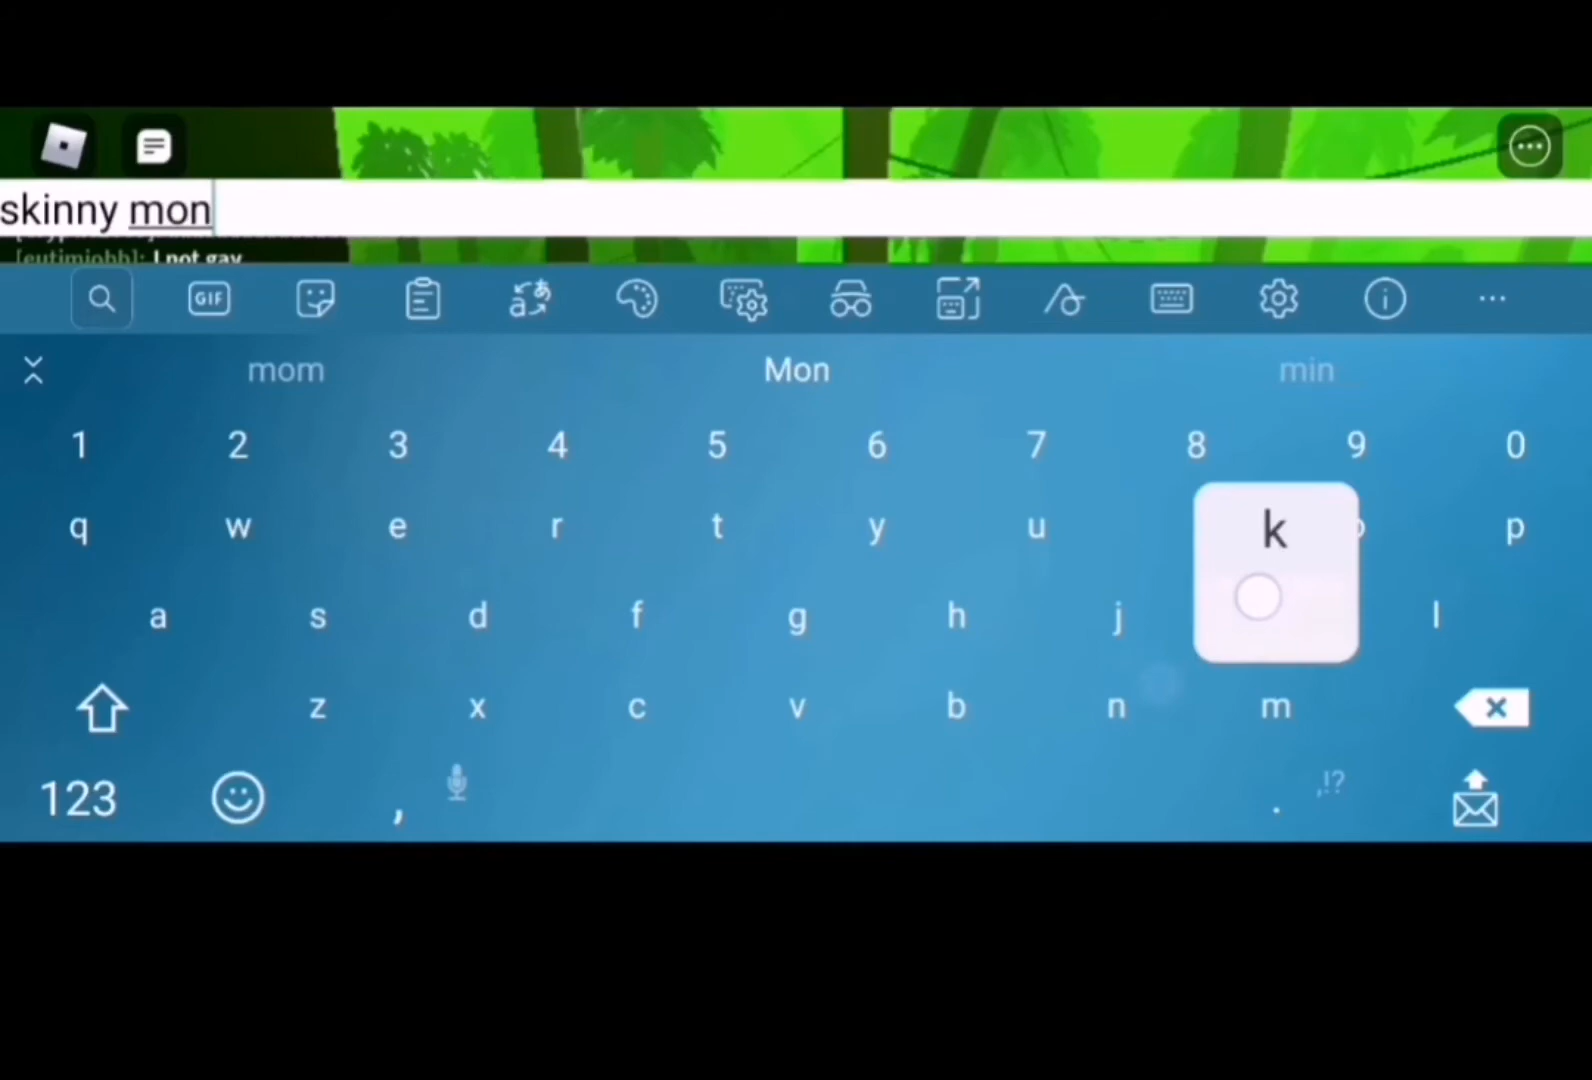 skinny mon
[eutimiobb]: I not gay
GIF
mom Mon min
1 2 3 4 5 6 7 8 9 0
q w e r t y u p
k
a s d f g h j l
z x c v b n m
123 , . ,!?